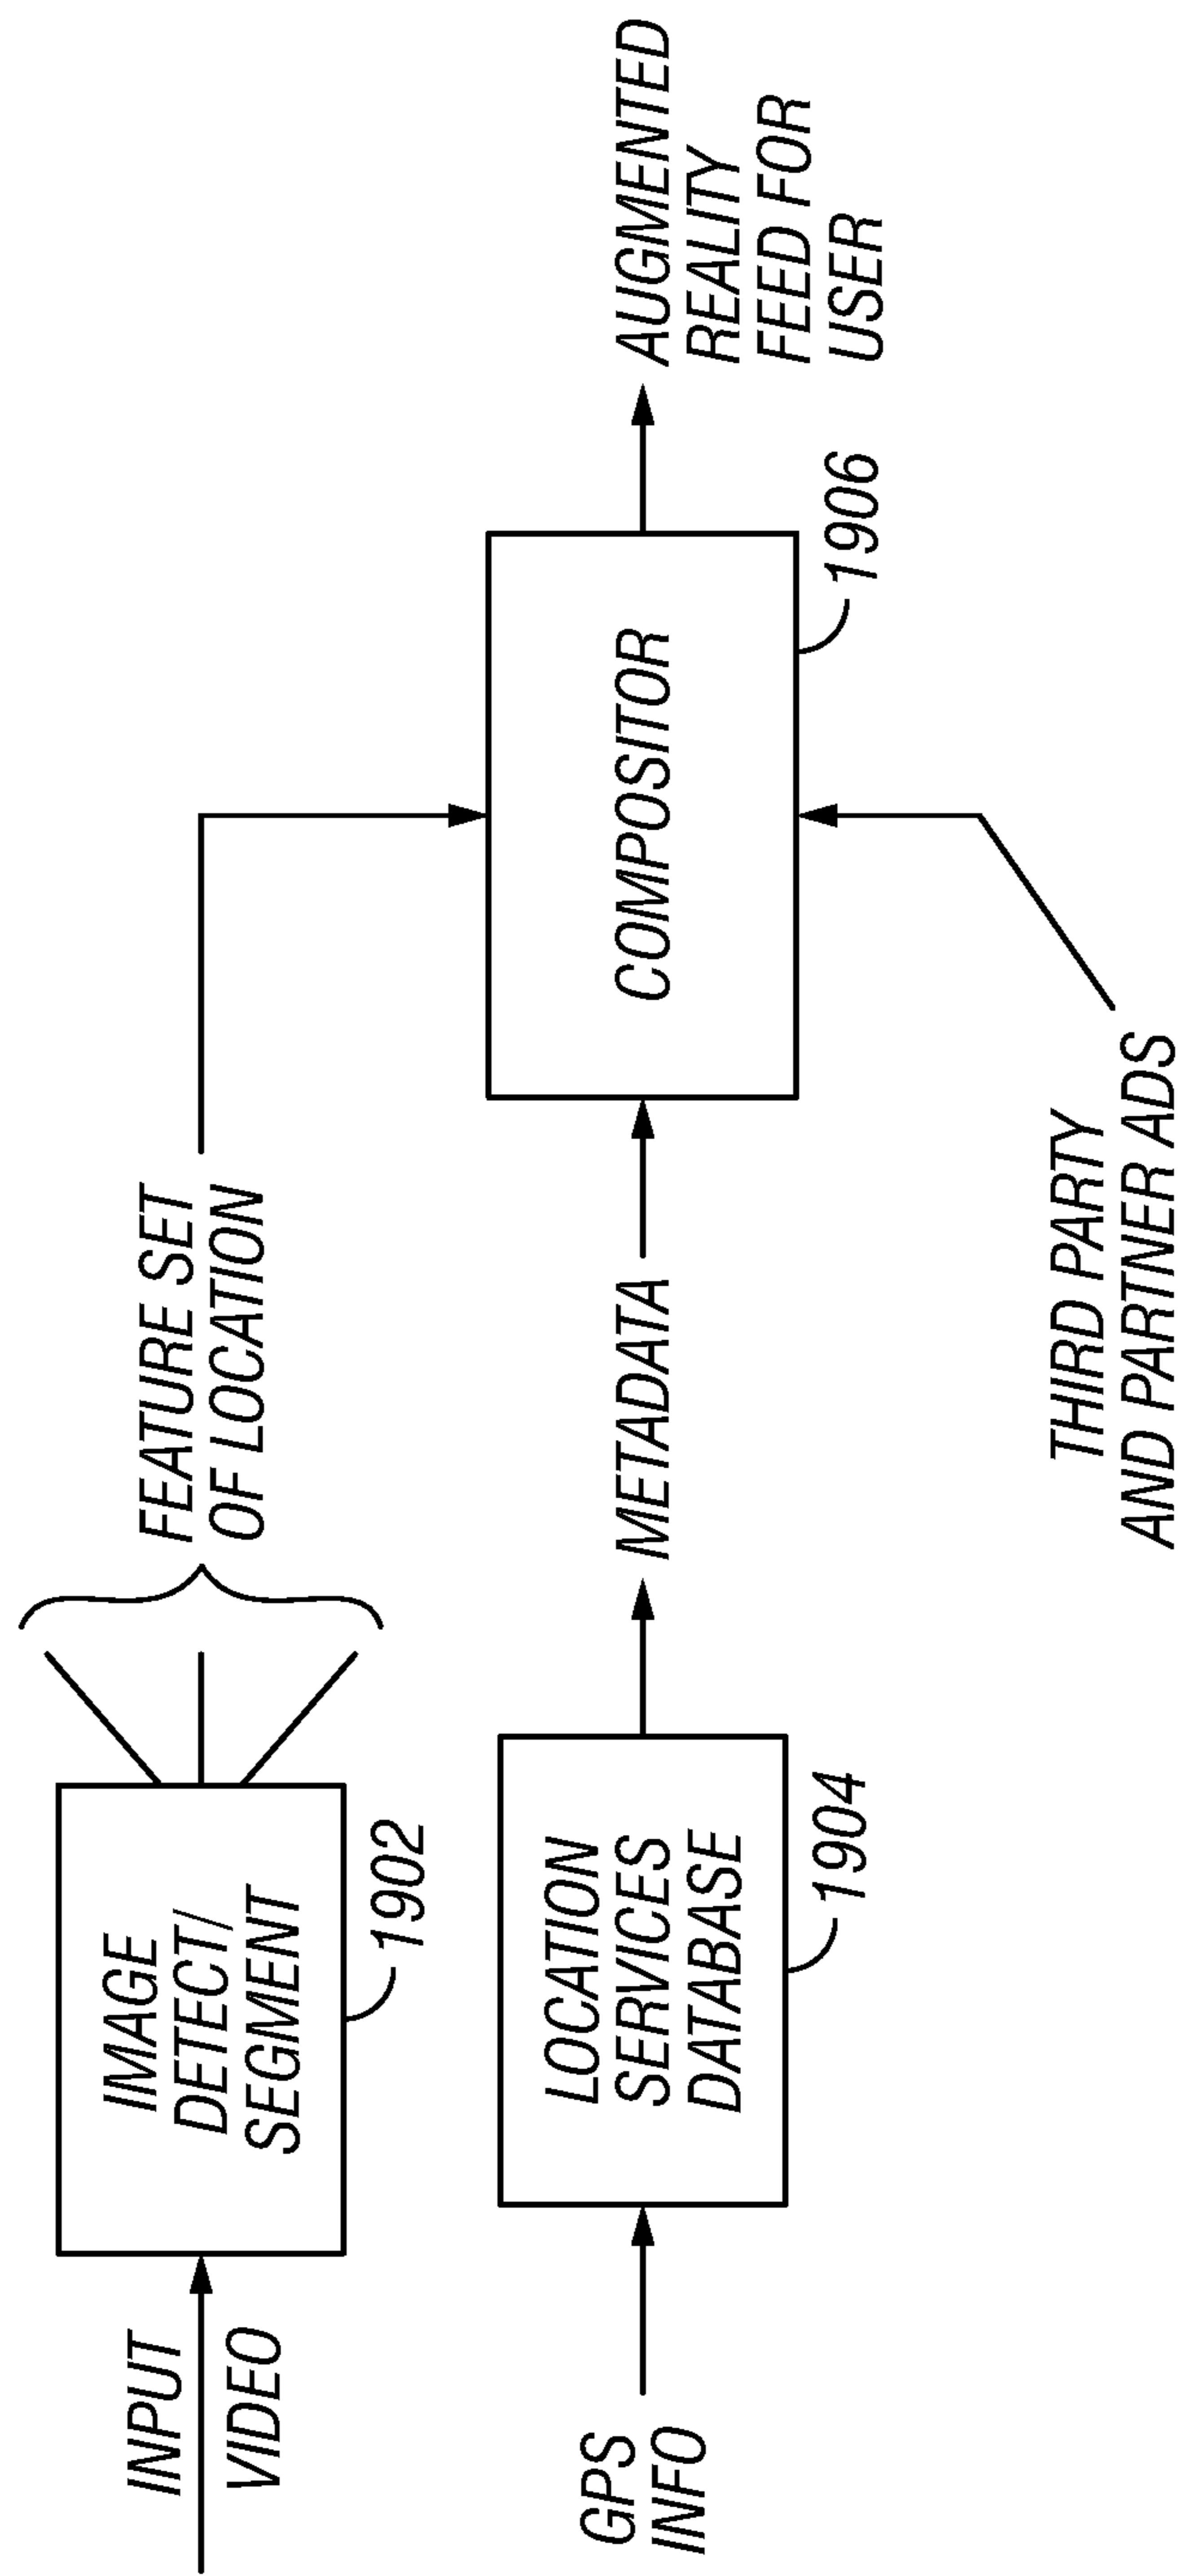 INPUT
VIDEO
IMAGE
DETECT/
SEGMENT
1902
FEATURE SET
OF LOCATION
GPS
INFO
LOCATION
SERVICES
DATABASE
1904
METADATA
COMPOSITOR
1906
THIRD PARTY
AND PARTNER ADS
AUGMENTED
REALITY
FEED FOR
USER